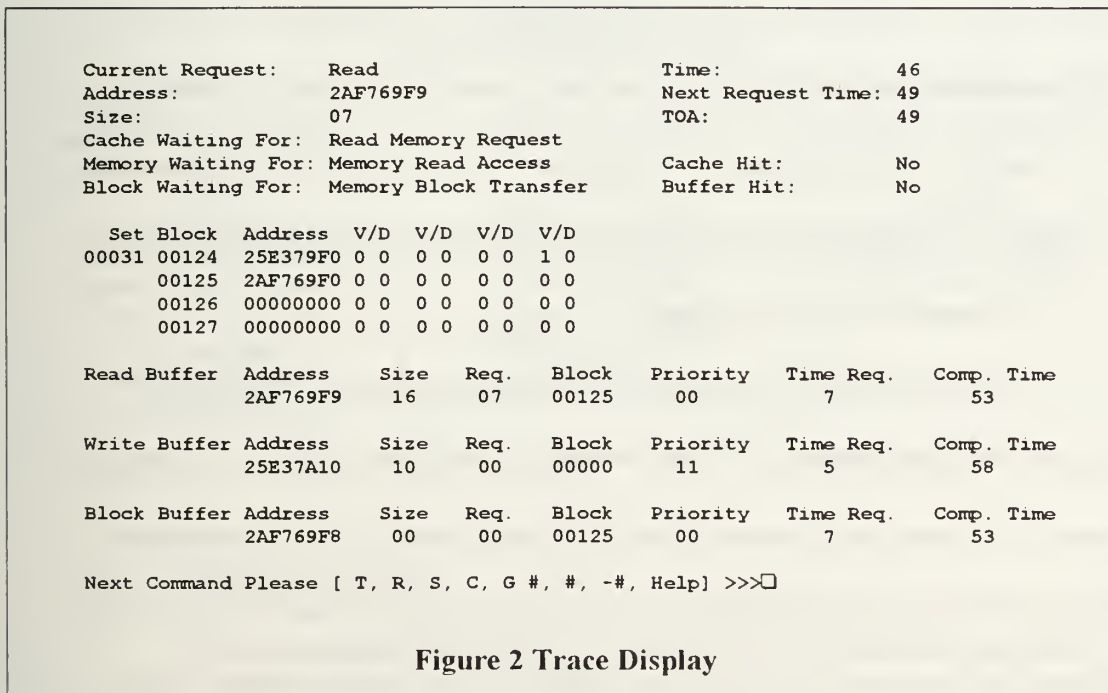 Current Request: Read Time: 46
Address: 2AF769F9 Next Request Time: 49
Size: 07 TOA: 49
Cache Waiting For: Read Memory Request
Memory Waiting For: Memory Read Access Cache Hit: No
Block Waiting For: Memory Block Transfer Buffer Hit: No
Set Block Address V/D V/D V/D V/D
00031 00124 25E379F0 0 0 0 0 0 0 1 0
00125 2AF769F0 0 0 0 0 0 0 0 0
00126 00000000 0 0 0 0 0 0 0 0
00127 00000000 0 0 0 0 0 0 0 0
Read Buffer Address Size Req. Block Priority Time Req. Comp. Time
2AF769F9 16 07 00125 00 7 53
Write Buffer Address Size Req. Block Priority Time Req. Comp. Time
25E37A10 10 00 00000 11 5 58
Block Buffer Address Size Req. Block Priority Time Req. Comp. Time
2AF769F8 00 00 00125 00 7 53
Next Command Please [ T, R, S, C, G #, #, -#, Help] >>>
Figure 2 Trace Display